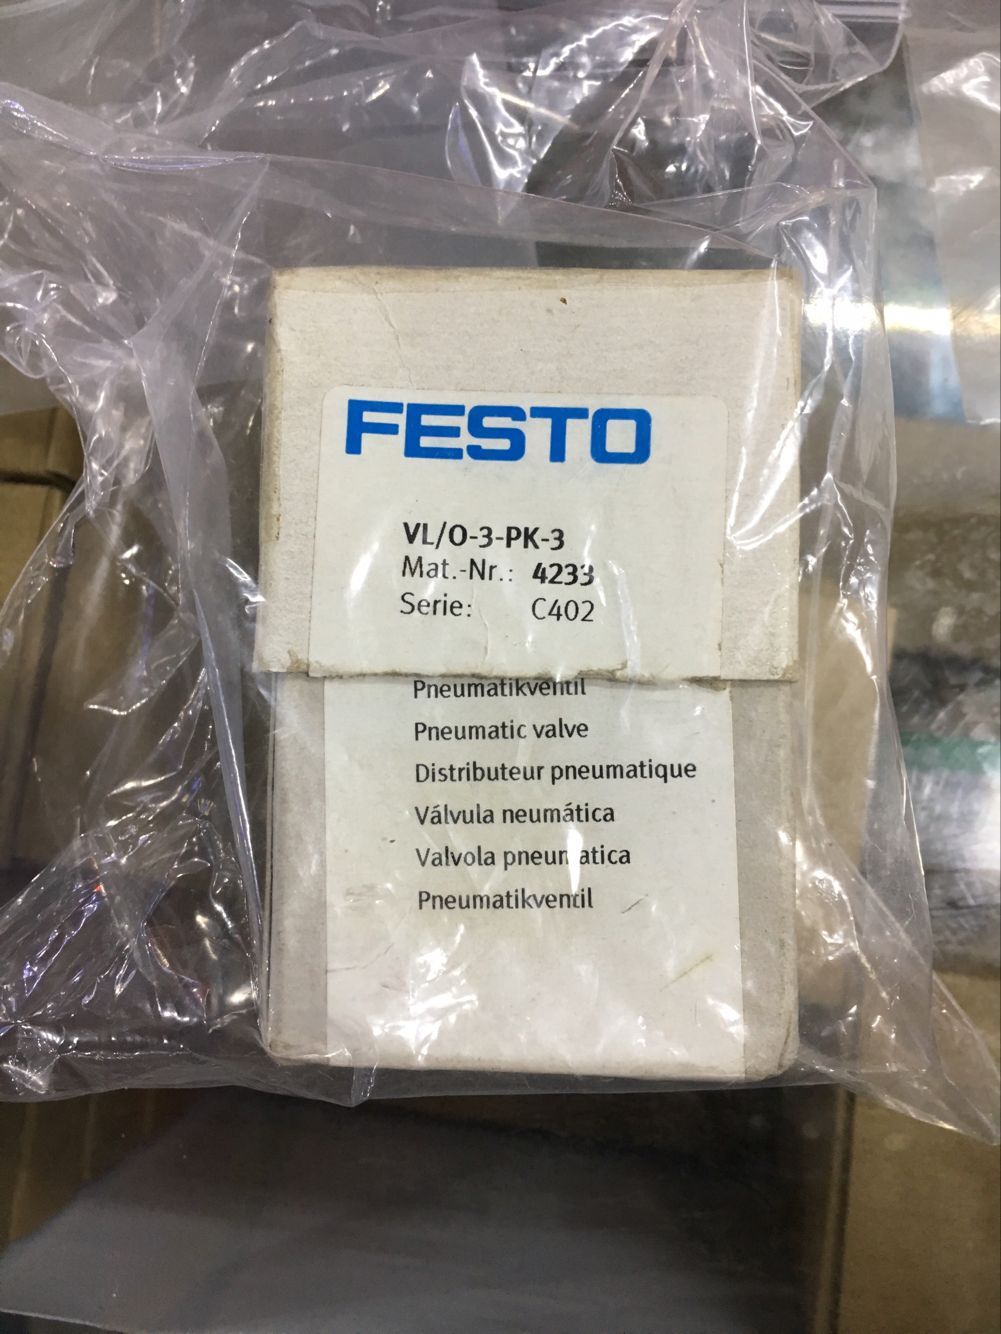 FESTO
VL/O-3-PK-3
Mat.-Nr.: 4233
Serie: C402
Pneumatikventil
Pneumatic valve
Distributeur pneumatique
Válvula neumática
Valvola pneumatica
Pneumatikventil